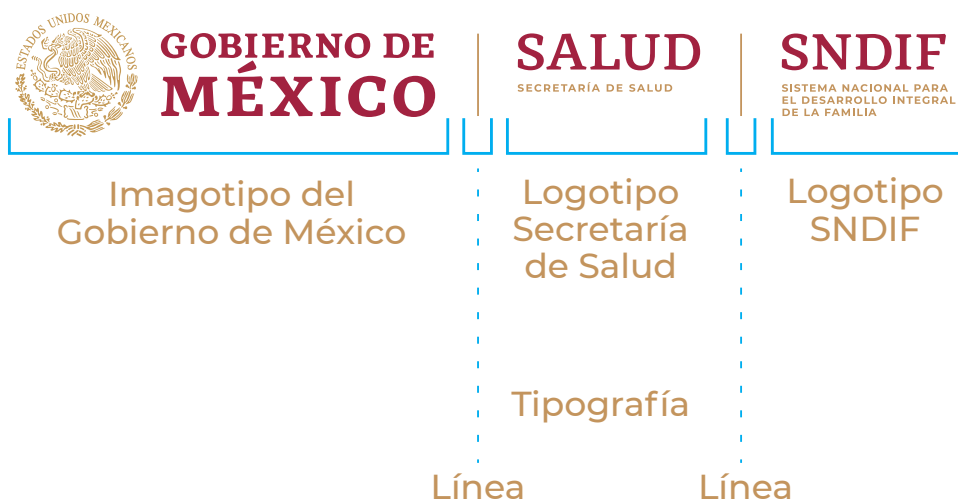 ESTADOS UNIDOS MEXICANOS
GOBIERNO DE
MÉXICO
SALUD
SECRETARÍA DE SALUD
SNDIF
SISTEMA NACIONAL PARA
EL DESARROLLO INTEGRAL
DE LA FAMILIA
Imagotipo del
Gobierno de México
Logotipo
Secretaría
de Salud
Logotipo
SNDIF
Tipografía
Línea
Línea